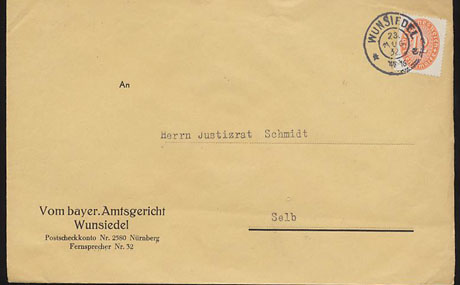 WUNSIEDEL
23.
An
Herrn Justizrat Schmidt
Vom bayer. Amtsgericht
Wunsiedel
Postscheckkonto Nr. 2580 Nürnberg
Fernsprecher Nr. 32
Selb